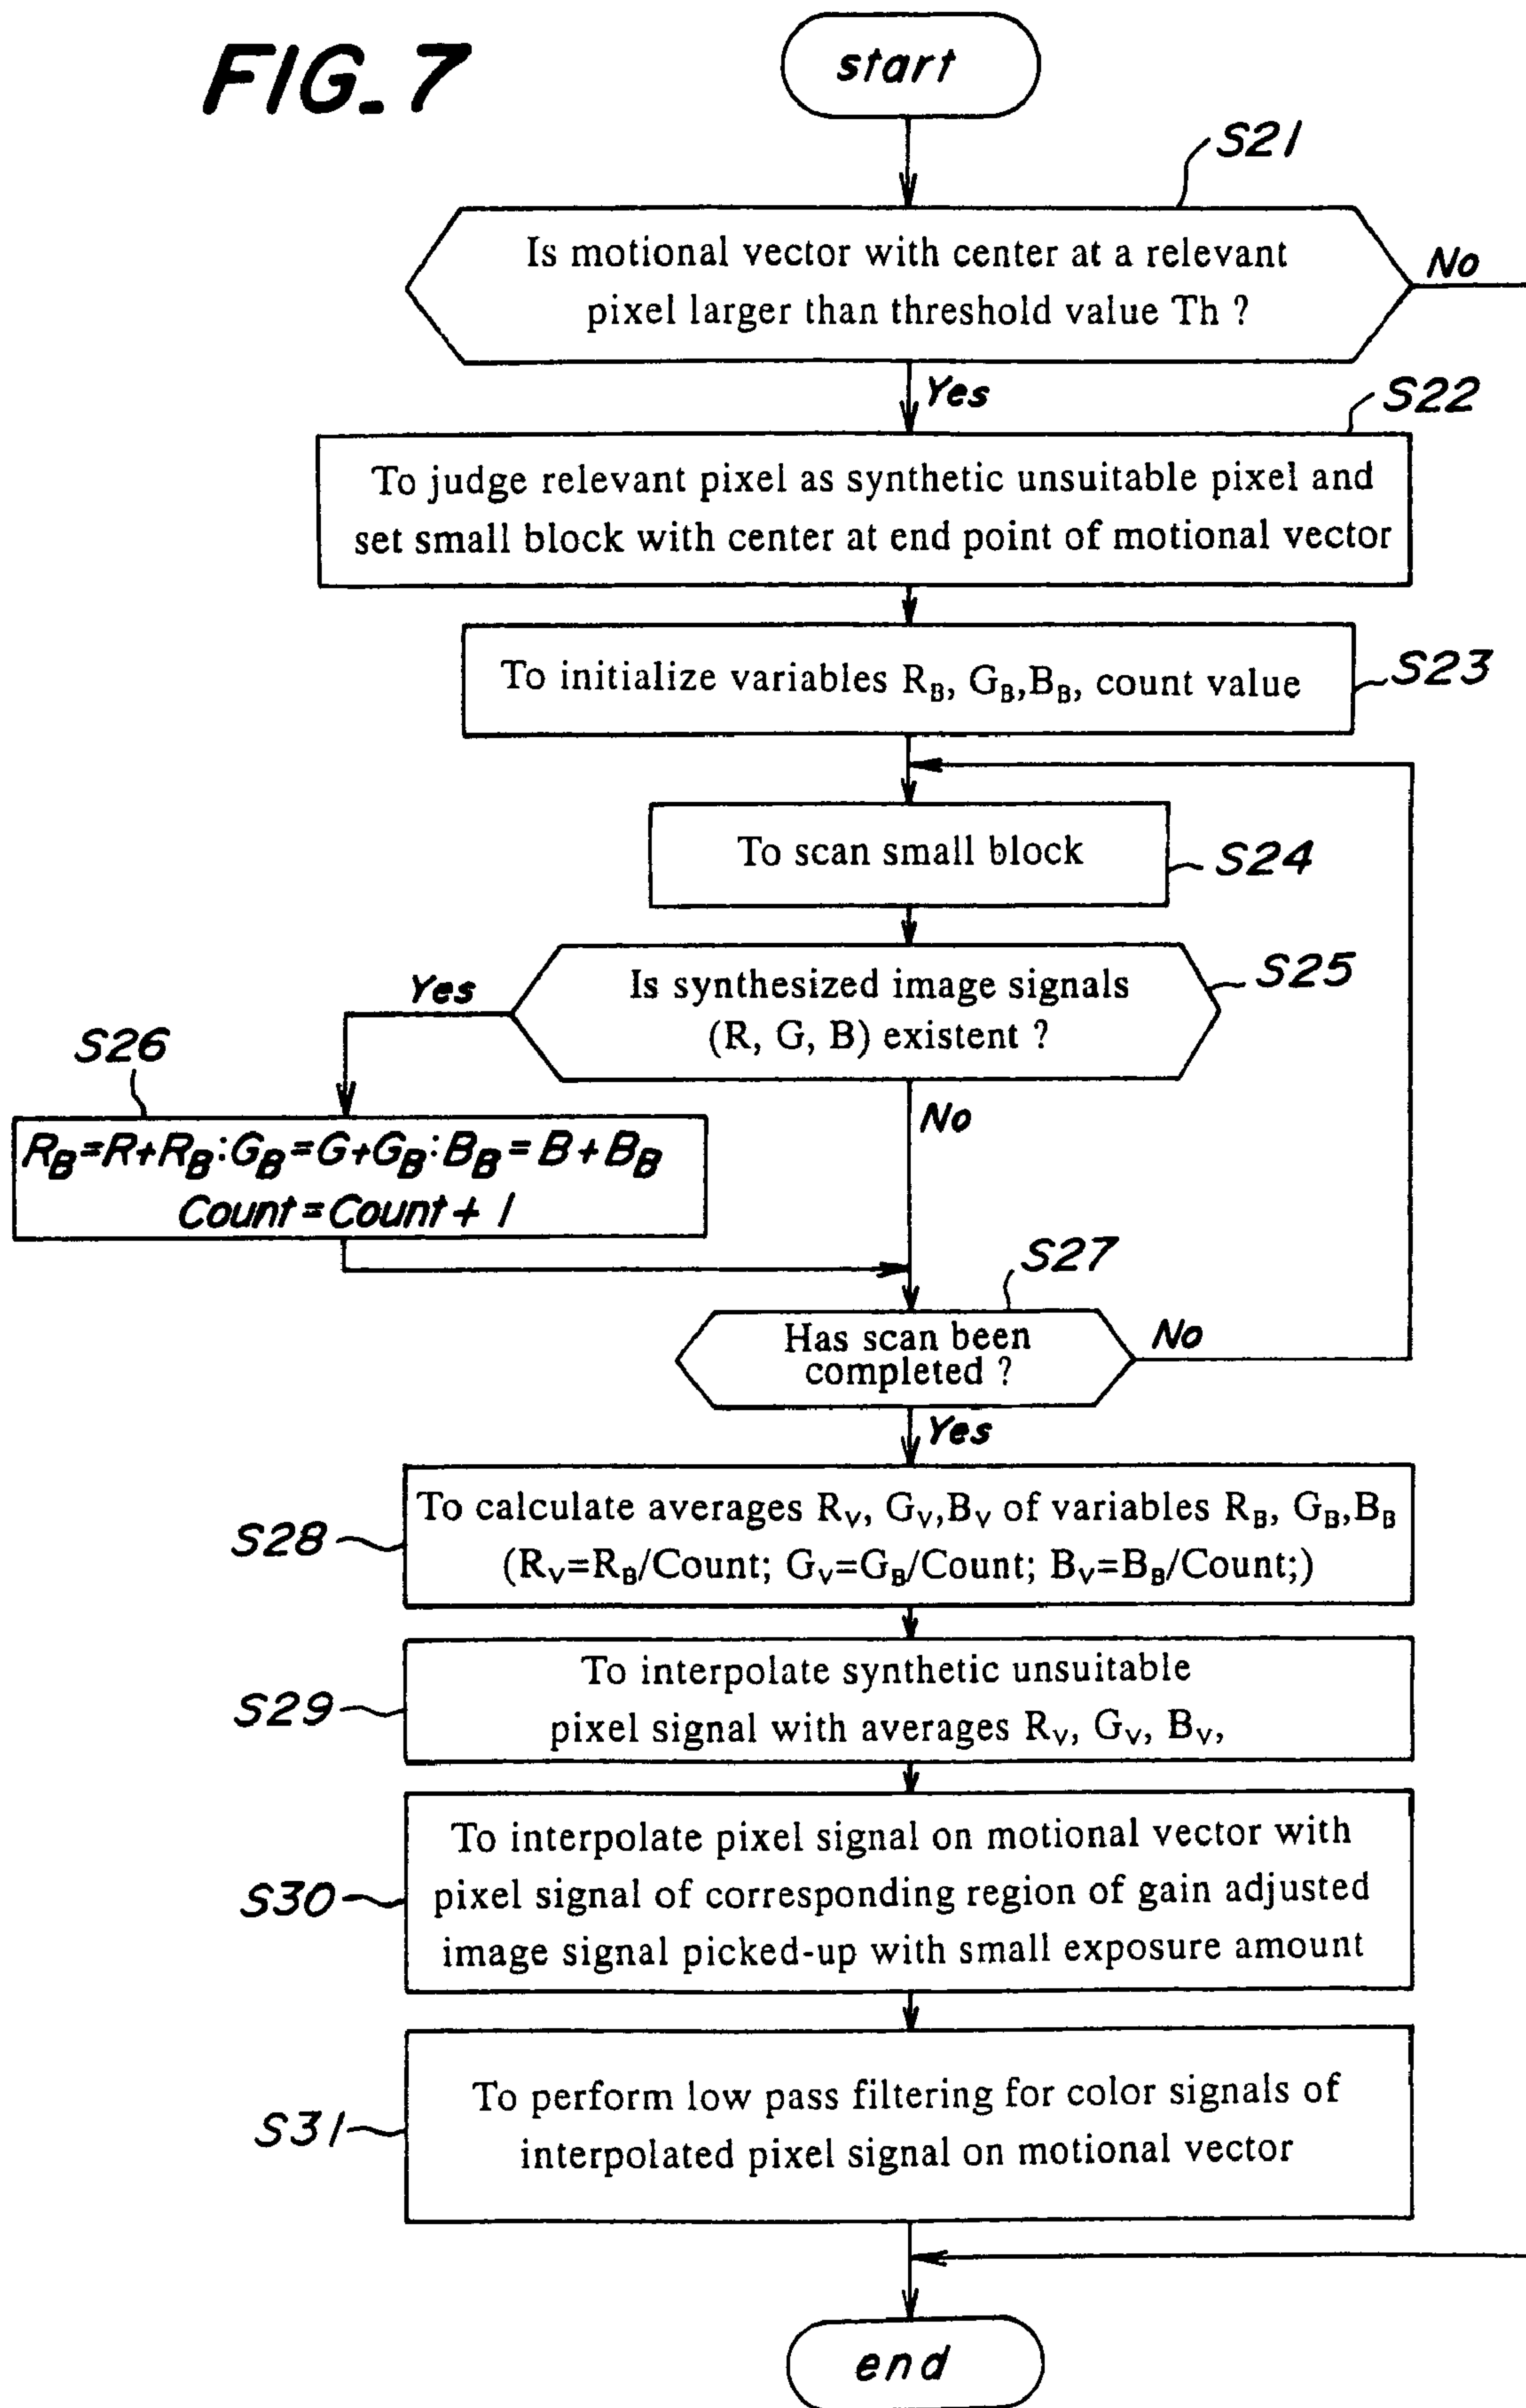 FIG. 7
start
S21
Is motional vector with center at a relevant
pixel larger than threshold value Th ?
No
Yes
S22
To judge relevant pixel as synthetic unsuitable pixel and
set small block with center at end point of motional vector
To initialize variables R_B, G_B,B_B, count value
S23
To scan small block
S24
Yes
Is synthesized image signals
(R, G, B) existent ?
S25
S26
No
R_B=R+R_B:G_B=G+G_B:B_B=B+B_B
Count=Count+1
S27
Has scan been
completed ?
No
Yes
S28
To calculate averages R_V, G_V,B_V of variables R_B, G_B,B_B
(R_V=R_B/Count; G_V=G_B/Count; B_V=B_B/Count;)
S29
To interpolate synthetic unsuitable
pixel signal with averages R_V, G_V, B_V,
S30
To interpolate pixel signal on motional vector with
pixel signal of corresponding region of gain adjusted
image signal picked-up with small exposure amount
S31
To perform low pass filtering for color signals of
interpolated pixel signal on motional vector
end